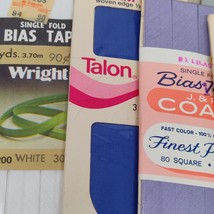 SINGLE FOLD
BIAS TAP
yds. 3.70m 90¢
Wright
200 WHITE 30
woven edge
Talon
3
SINGLE F
Bias
J. &
COA
FAST COLOR - 100%
Finest P
80 SQUARE